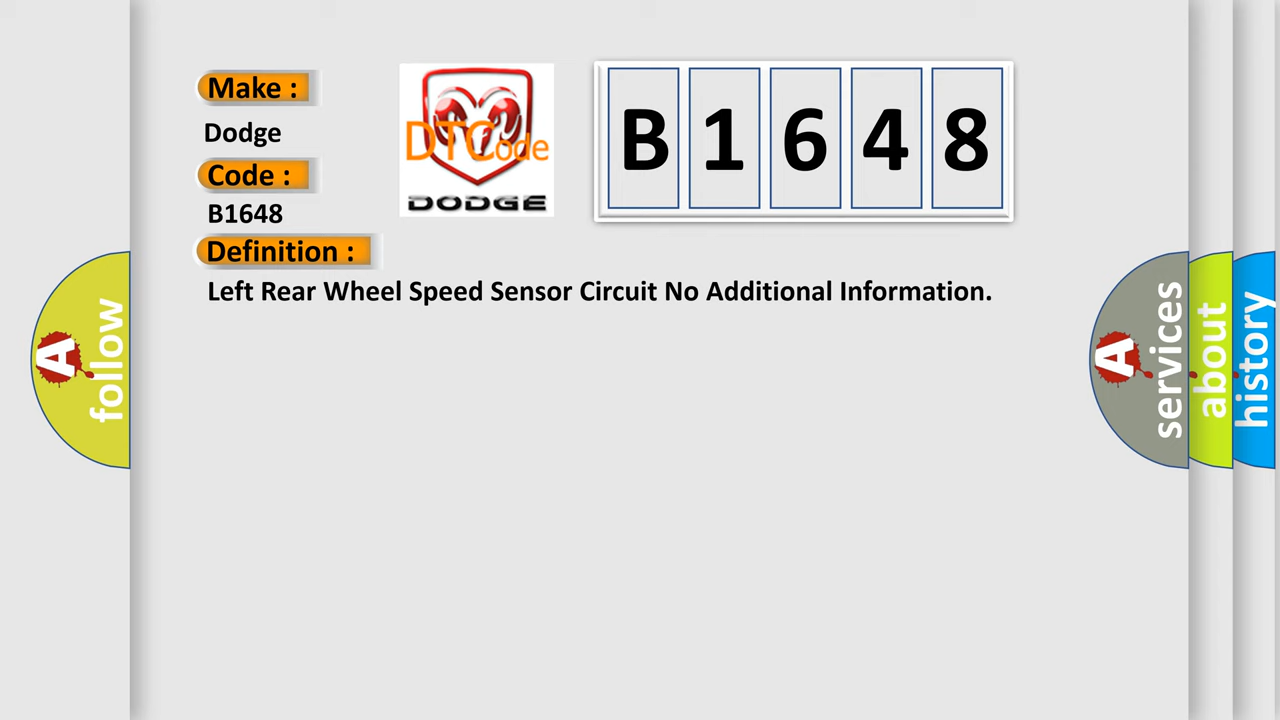 Make :
Dodge
Code :
B1648
Definition :
Left Rear Wheel Speed Sensor Circuit No Additional Information.
DTCode
DODGE
B 1 6 4 8
A
follow
A
services
about
history